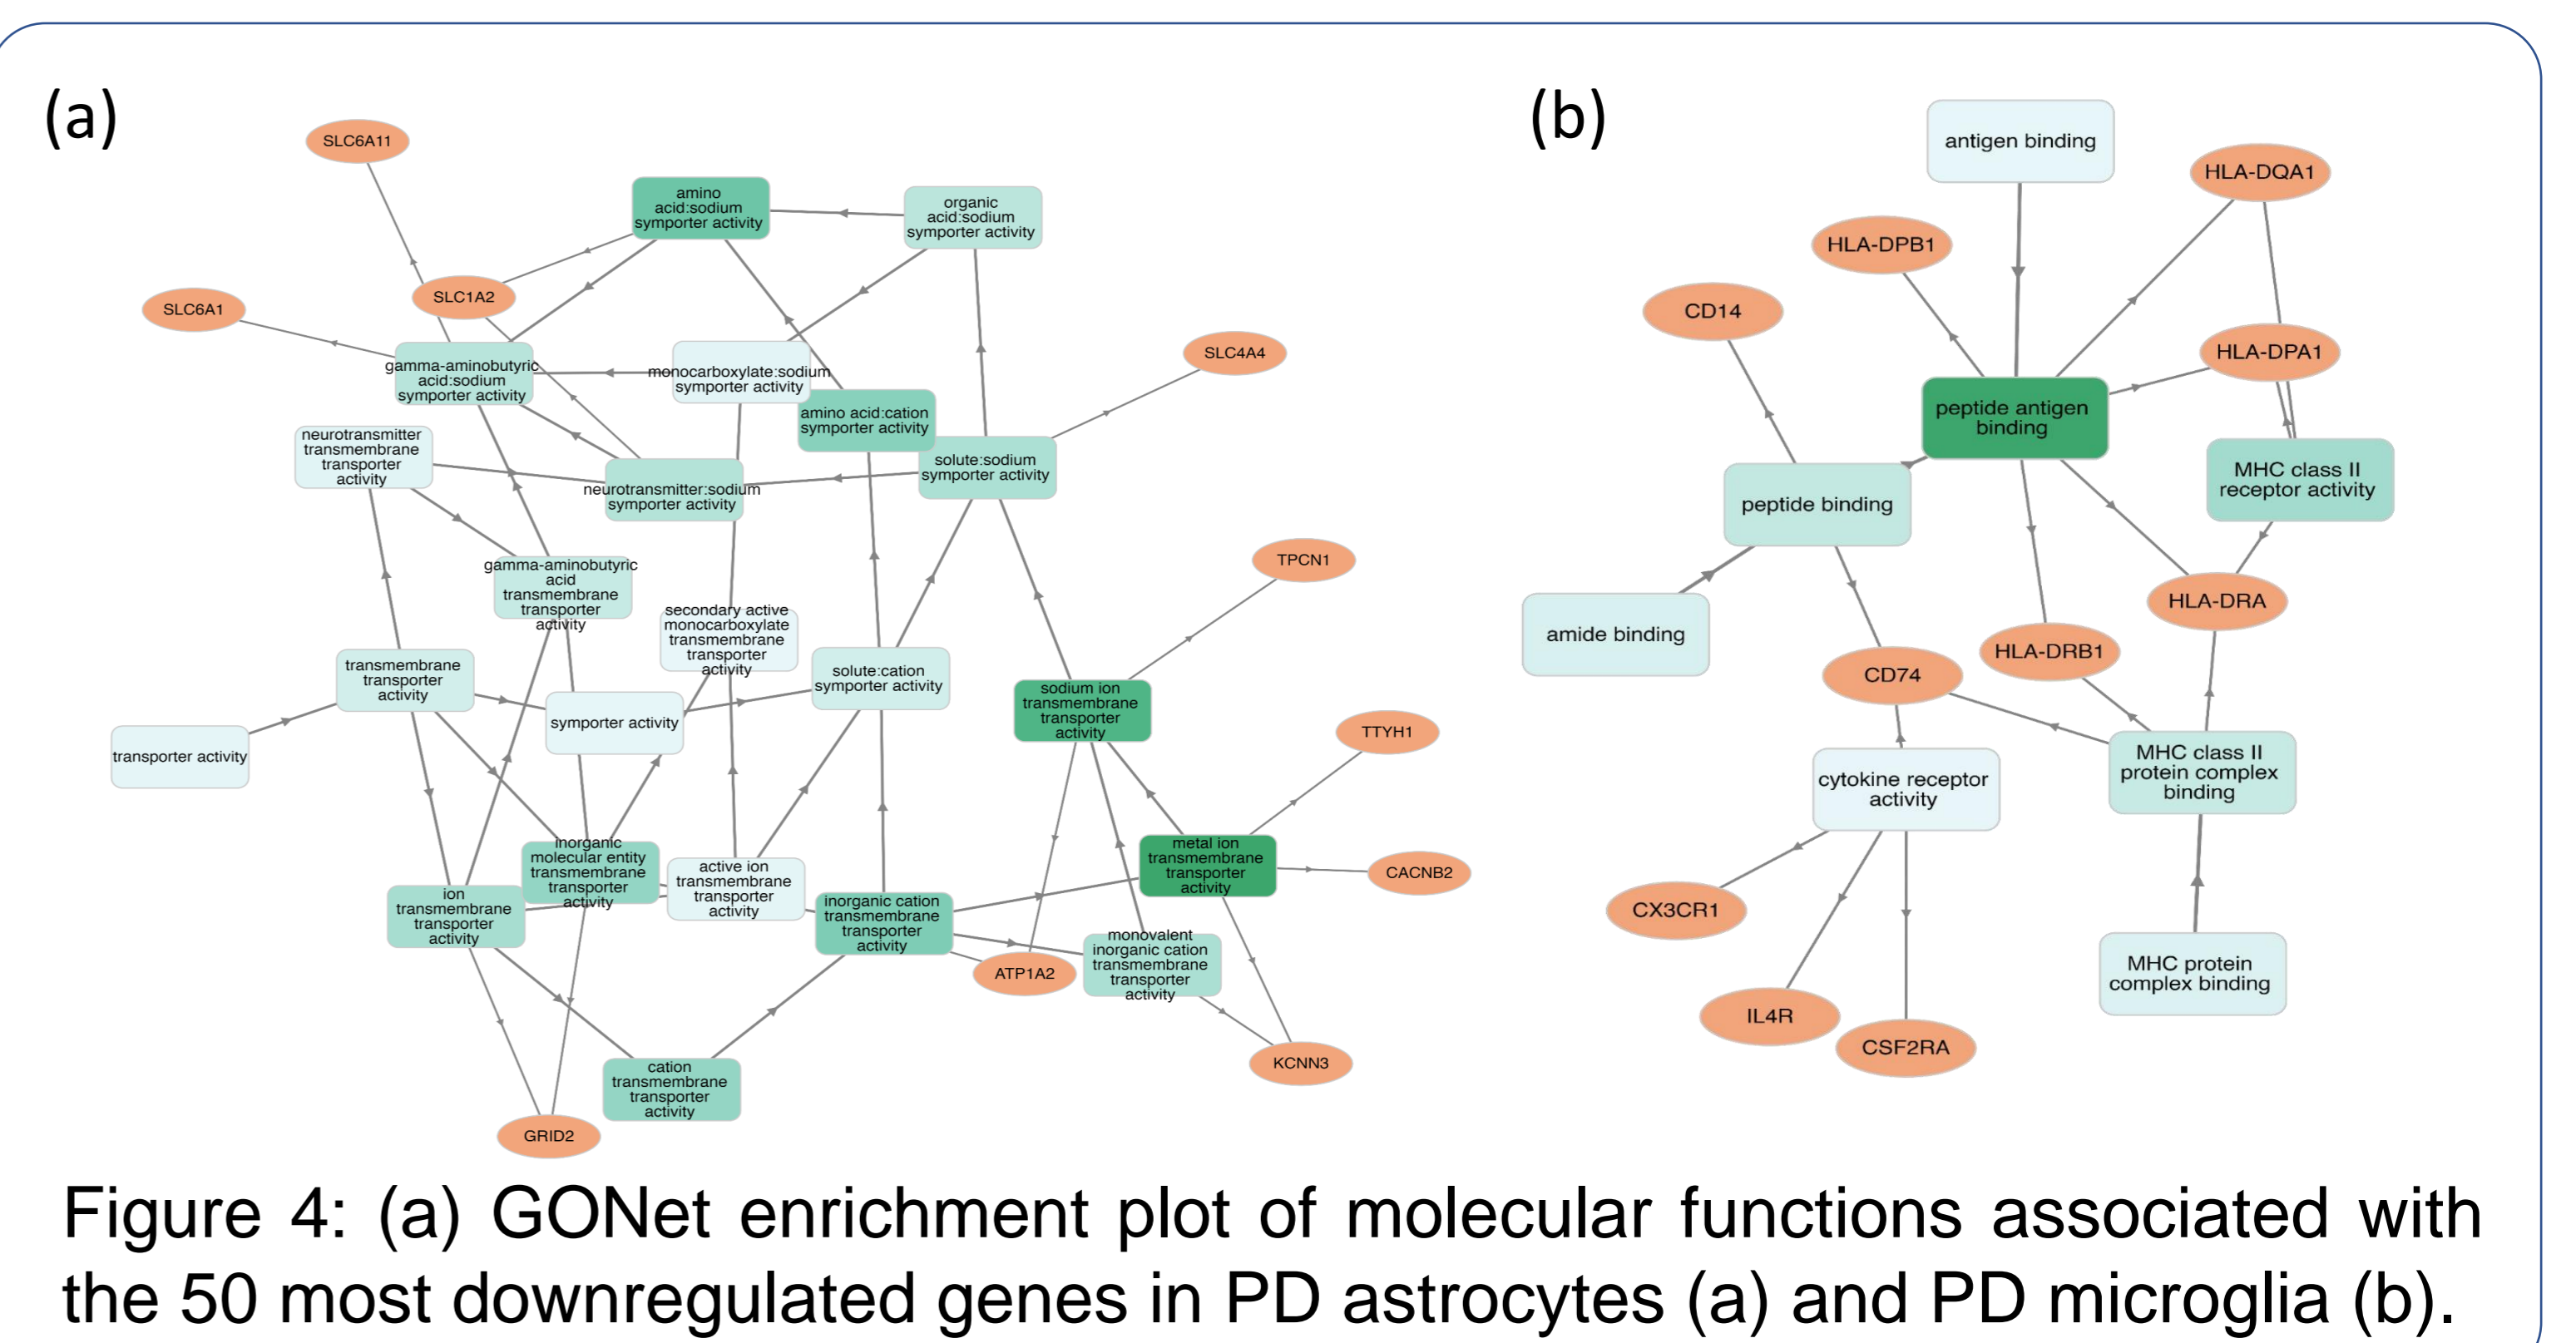 (a)
(b)
SLC6A11
amino
acid:sodium
symporter activity
organic
acid:sodium
symporter activity
SLC1A2
SLC6A1
gamma-aminobutyric
acid:sodium
symporter activity
monocarboxylate:sodium
symporter activity
SLC4A4
amino acid:cation
symporter activity
neurotransmitter
transmembrane
transporter
activity
neurotransmitter:sodium
symporter activity
solute:sodium
symporter activity
TPCN1
gamma-aminobutyric
acid
transmembrane
transporter
activity
secondary active
monocarboxylate
transmembrane
transporter
activity
transmembrane
transporter
activity
solute:cation
symporter activity
symporter activity
sodium ion
transmembrane
transporter
activity
transporter activity
TTYH1
inorganic
molecular entity
transmembrane
transporter
activity
active ion
transmembrane
transporter
activity
metal ion
transmembrane
transporter
activity
CACNB2
ion
transmembrane
transporter
activity
inorganic cation
transmembrane
transporter
activity
ATP1A2
monovalent
inorganic cation
transmembrane
transporter
activity
KCNN3
cation
transmembrane
transporter
activity
GRID2
antigen binding
HLA-DQA1
HLA-DPB1
CD14
HLA-DPA1
peptide antigen
binding
MHC class II
receptor activity
peptide binding
amide binding
HLA-DRA
HLA-DRB1
CD74
MHC class II
protein complex
binding
cytokine receptor
activity
CX3CR1
MHC protein
complex binding
IL4R
CSF2RA
Figure 4: (a) GONet enrichment plot of molecular functions associated with
the 50 most downregulated genes in PD astrocytes (a) and PD microglia (b).